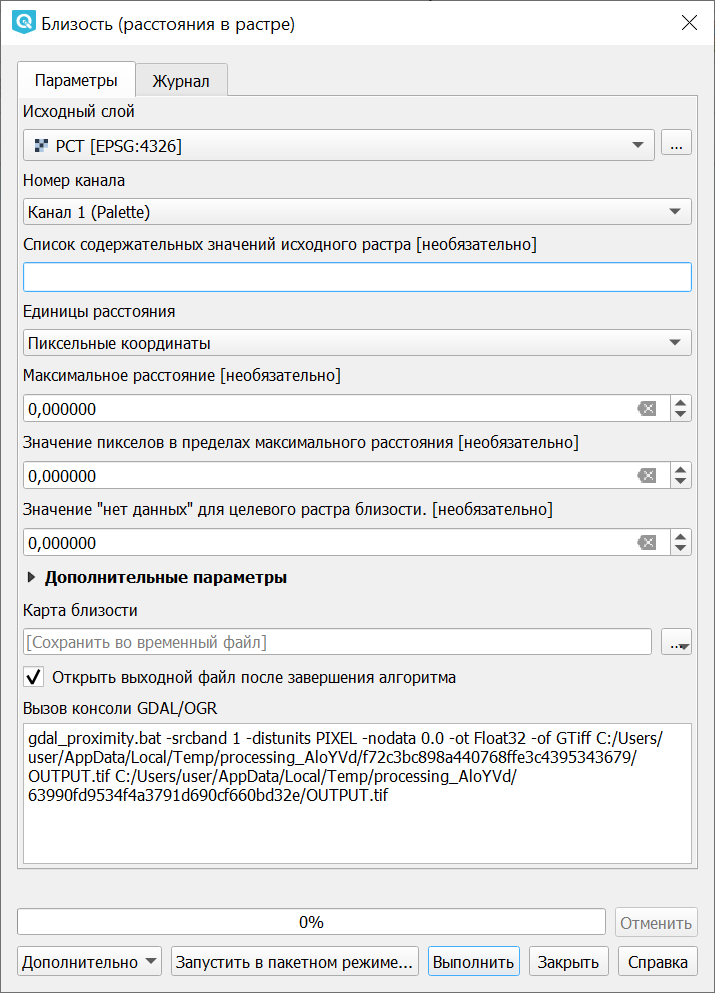 Близость (расстояния в растре)
Параметры
Журнал
Исходный слой
PCT [EPSG:4326]
...
Номер канала
Канал 1 (Palette)
Список содержательных значений исходного растра [необязательно]
Единицы расстояния
Пиксельные координаты
Максимальное расстояние [необязательно]
0,000000
Значение пикселов в пределах максимального расстояния [необязательно]
0,000000
Значение "нет данных" для целевого растра близости. [необязательно]
0,000000
Дополнительные параметры
Карта близости
[Сохранить во временный файл]
...
Открыть выходной файл после завершения алгоритма
Вызов консоли GDAL/OGR
gdal_proximity.bat -srcband 1 -distunits PIXEL -nodata 0.0 -ot Float32 -of GTiff C:/Users/
user/AppData/Local/Temp/processing_AloYVd/f72c3bc898a440768ffe3c4395343679/
OUTPUT.tif C:/Users/user/AppData/Local/Temp/processing_AloYVd/
63990fd9534f4a3791d690cf660bd32e/OUTPUT.tif
0%
Отменить
Дополнительно
Запустить в пакетном режиме...
Выполнить
Закрыть
Справка